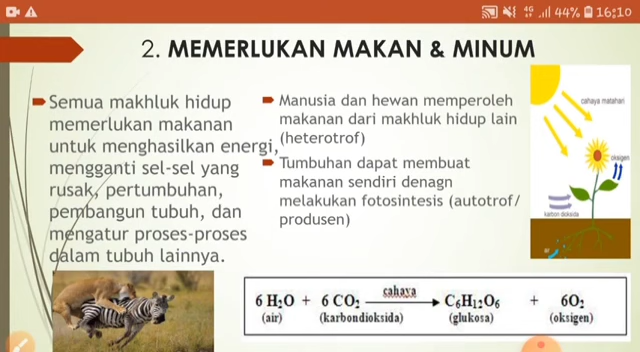 4G 44% 16:10
2. MEMERLUKAN MAKAN & MINUM
Semua makhluk hidup
memerlukan makanan
untuk menghasilkan energi,
mengganti sel-sel yang
rusak, pertumbuhan,
pembangun tubuh, dan
mengatur proses-proses
dalam tubuh lainnya.
Manusia dan hewan memperoleh
makanan dari makhluk hidup lain
(heterotrof)
Tumbuhan dapat membuat
makanan sendiri denagn
melakukan fotosintesis (autotrof/
produsen)
cahaya matahari
oksigen
karbon dioksida
air
cahaya
6 H₂O + 6 CO₂ → C₆H₁₂O₆ + 6O₂
(air) (karbondioksida) (glukosa) (oksigen)